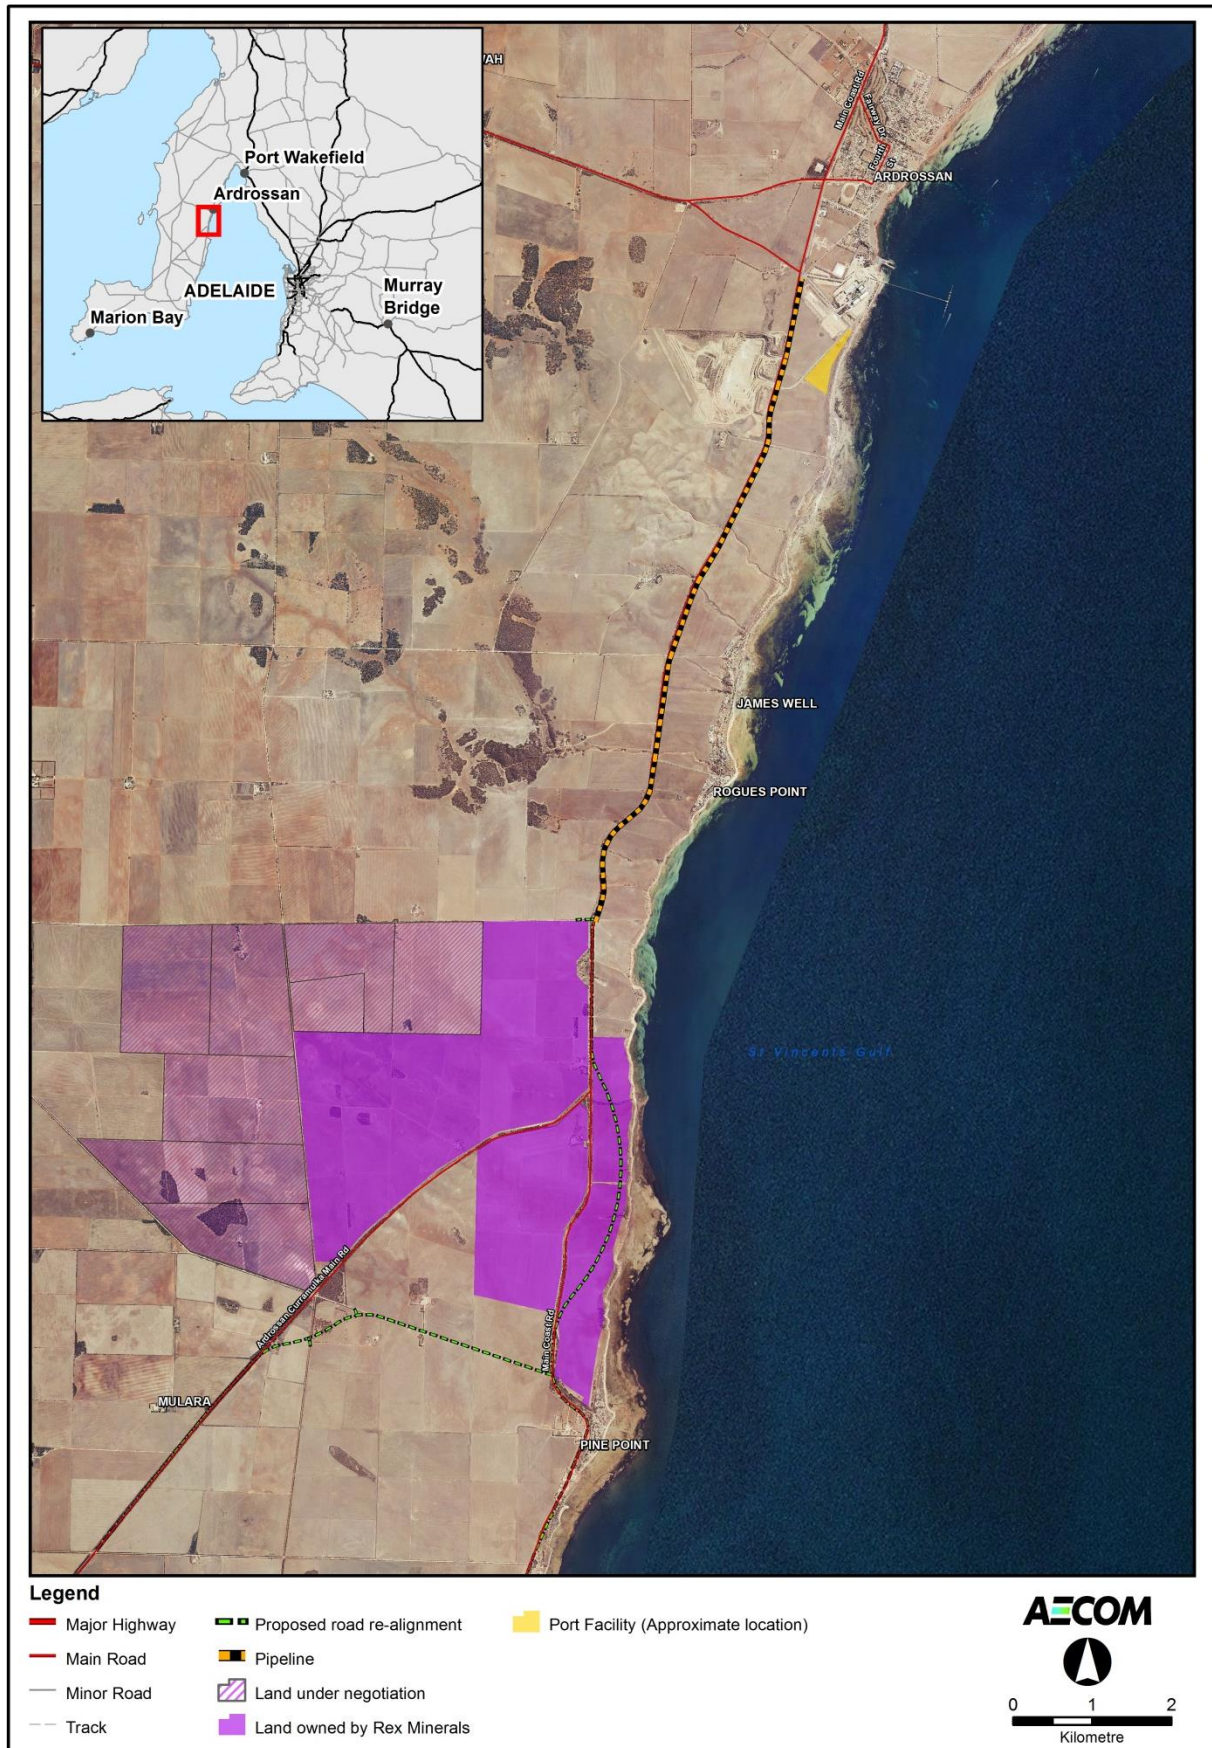 Port Wakefield
Ardrossan
ADELAIDE
Marion Bay
Murray
Bridge
VAH
Main Coast Rd
Fairway Dr
Fourth
St
ARDROSSAN
JAMES WELL
ROGUES POINT
St Vincents Gulf
Ardrossan Curramulka Main Rd
Main Coast Rd
MULARA
PINE POINT
Legend
Major Highway
Main Road
Minor Road
Track
Proposed road re-alignment
Pipeline
Land under negotiation
Land owned by Rex Minerals
Port Facility (Approximate location)
AECOM
0 1 2
Kilometre